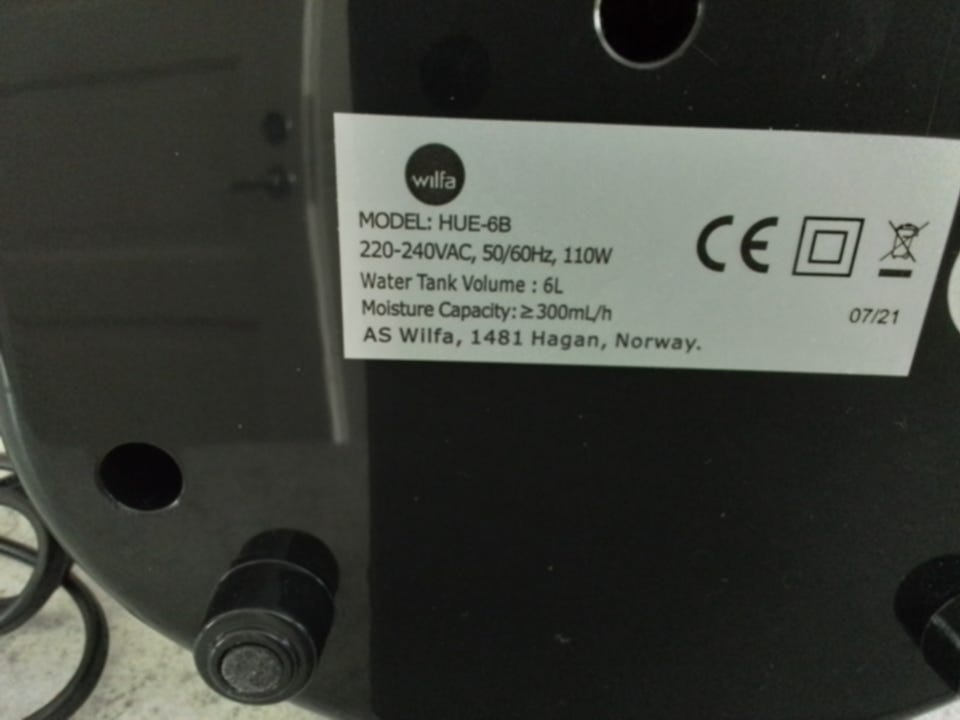 wilfa
MODEL: HUE-6B
220-240VAC, 50/60Hz, 110W
Water Tank Volume : 6L
Moisture Capacity: ≥300mL/h
AS Wilfa, 1481 Hagan, Norway.
CE
07/21